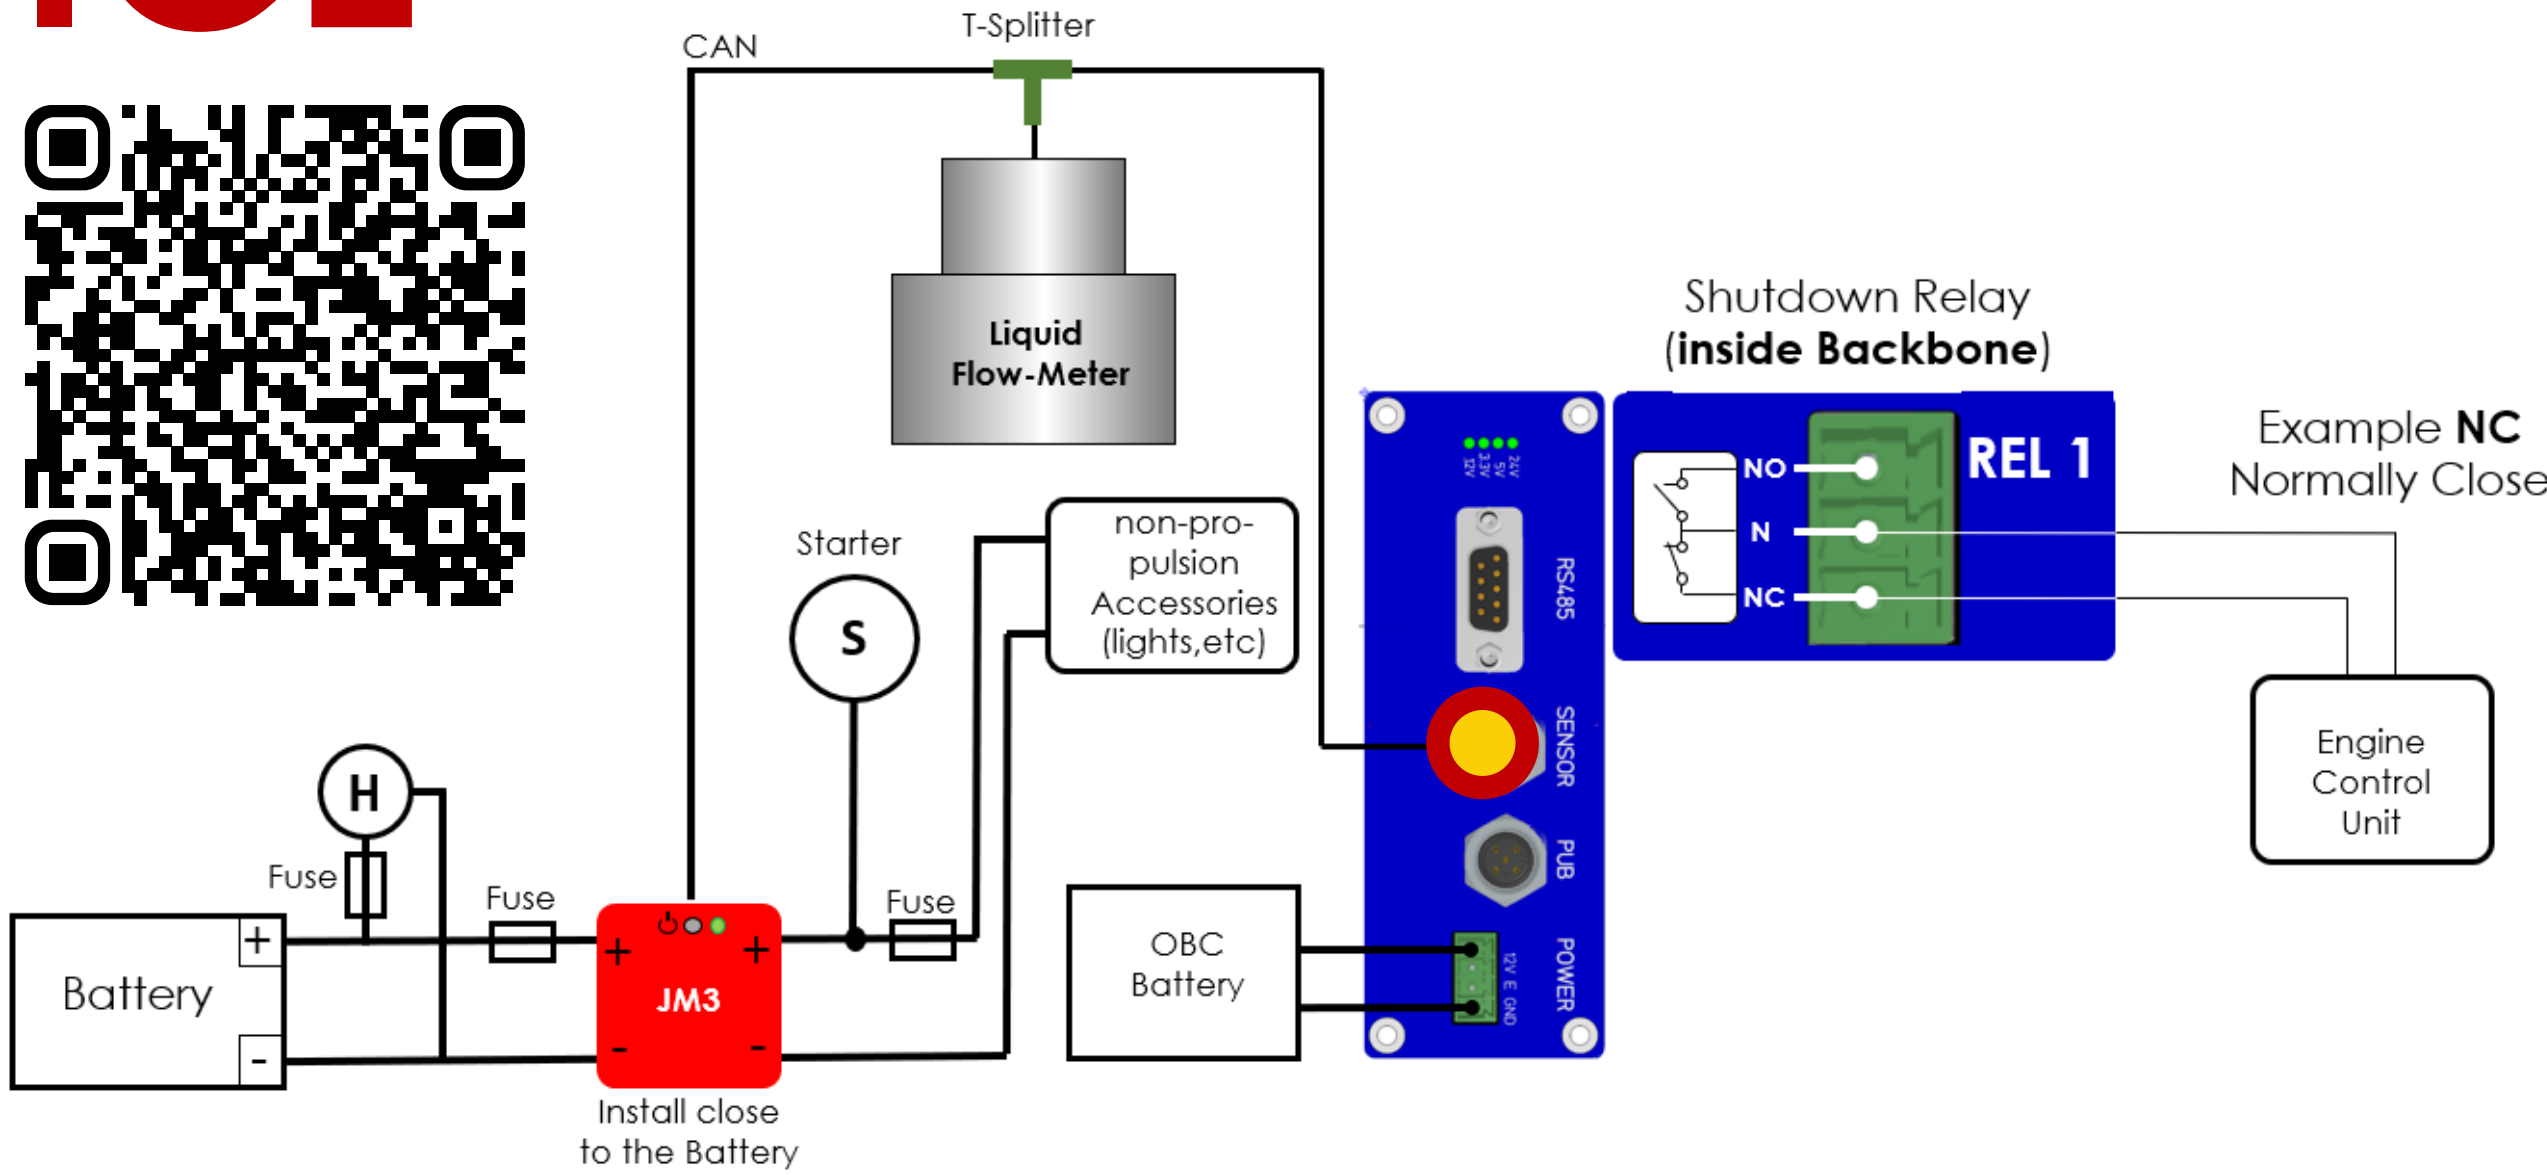 T-Splitter
CAN
Liquid
Flow-Meter
Shutdown Relay
(inside Backbone)
Example NC
Normally Close
NO
N
NC
REL 1
12V
3.3V
5V
24V
RS485
SENSOR
PUB
POWER
12V E GND
Starter
S
non-pro-
pulsion
Accessories
(lights,etc)
H
Fuse
Fuse
Fuse
Battery
+
-
+
+
JM3
-
-
Install close
to the Battery
OBC
Battery
Engine
Control
Unit